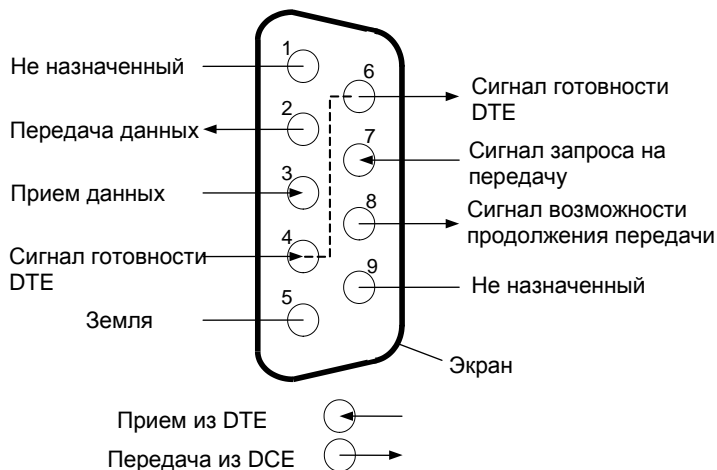 1
Не назначенный
2
Передача данных
3
Прием данных
4
Сигнал готовности
DTE
5
Земля
6
Сигнал готовности
DTE
7
Сигнал запроса на
передачу
8
Сигнал возможности
продолжения передачи
9
Не назначенный
Экран
Прием из DTE
Передача из DCE